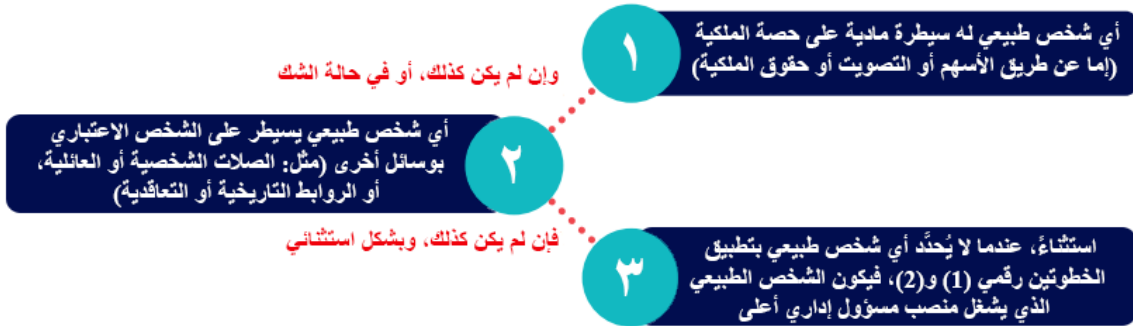 ١
أي شخص طبيعي له سيطرة مادية على حصة الملكية
(إما عن طريق الأسهم أو التصويت أو حقوق الملكية)
وإن لم يكن كذلك، أو في حالة الشك
٢
أي شخص طبيعي يسيطر على الشخص الاعتباري
بوسائل أخرى (مثل: الصلات الشخصية أو العائلية،
أو الروابط التاريخية أو التعاقدية)
فإن لم يكن كذلك، وبشكل استثنائي
٣
استثناءً، عندما لا يُحدَّد أي شخص طبيعي بتطبيق
الخطوتين رقمي (1) و(2)، فيكون الشخص الطبيعي
الذي يشغل منصب مسؤول إداري أعلى